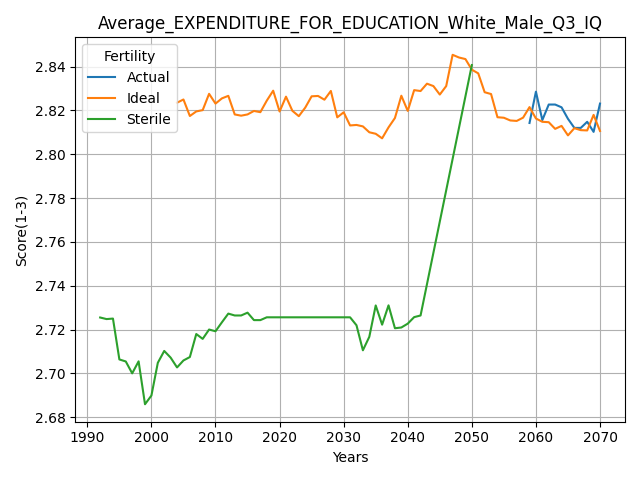 Average_EXPENDITURE_FOR_EDUCATION_White_Male_Q3_IQ
Fertility
Actual
Ideal
Sterile
Score(1-3)
2.84
2.82
2.80
2.78
2.76
2.74
2.72
2.70
2.68
1990 2000 2010 2020 2030 2040 2050 2060 2070
Years